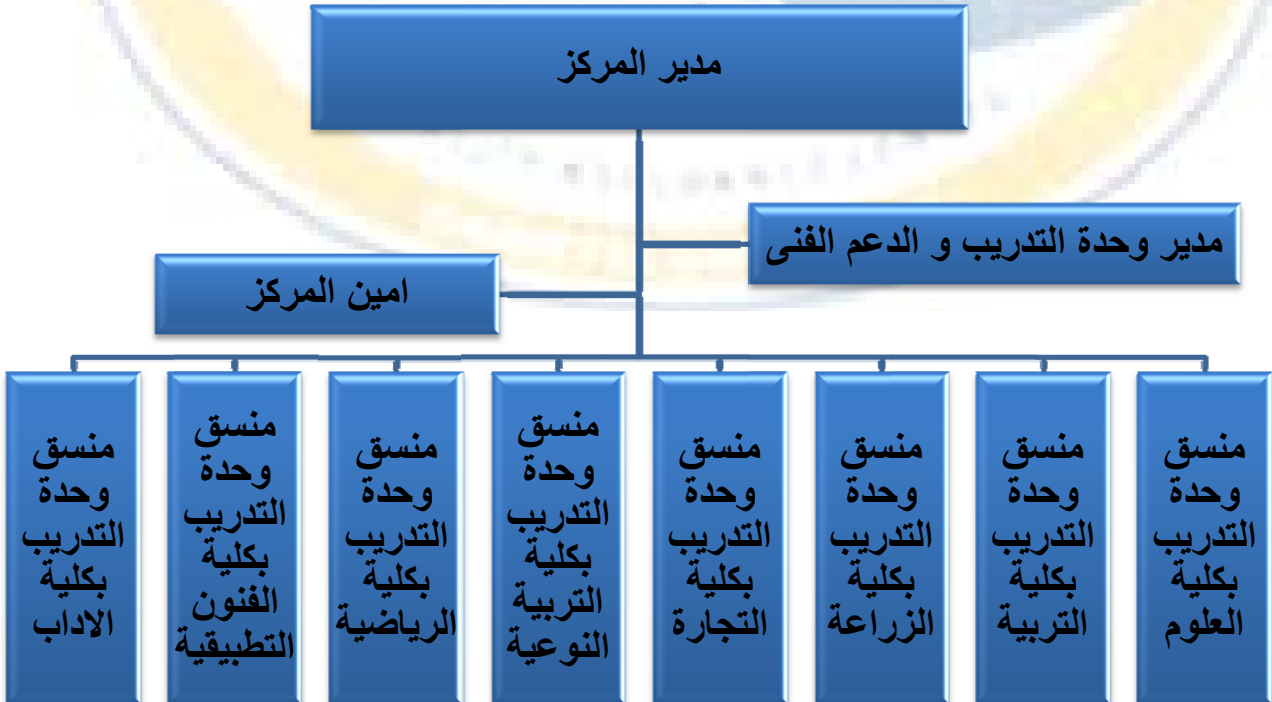 مدير المركز
مدير وحدة التدريب و الدعم الفنى
امين المركز
منسق
وحدة
التدريب
بكلية
العلوم
منسق
وحدة
التدريب
بكلية
التربية
منسق
وحدة
التدريب
بكلية
الزراعة
منسق
وحدة
التدريب
بكلية
التجارة
منسق
وحدة
التدريب
بكلية
التربية
النوعية
منسق
وحدة
التدريب
بكلية
الرياضية
منسق
وحدة
التدريب
بكلية
الفنون
التطبيقية
منسق
وحدة
التدريب
بكلية
الاداب